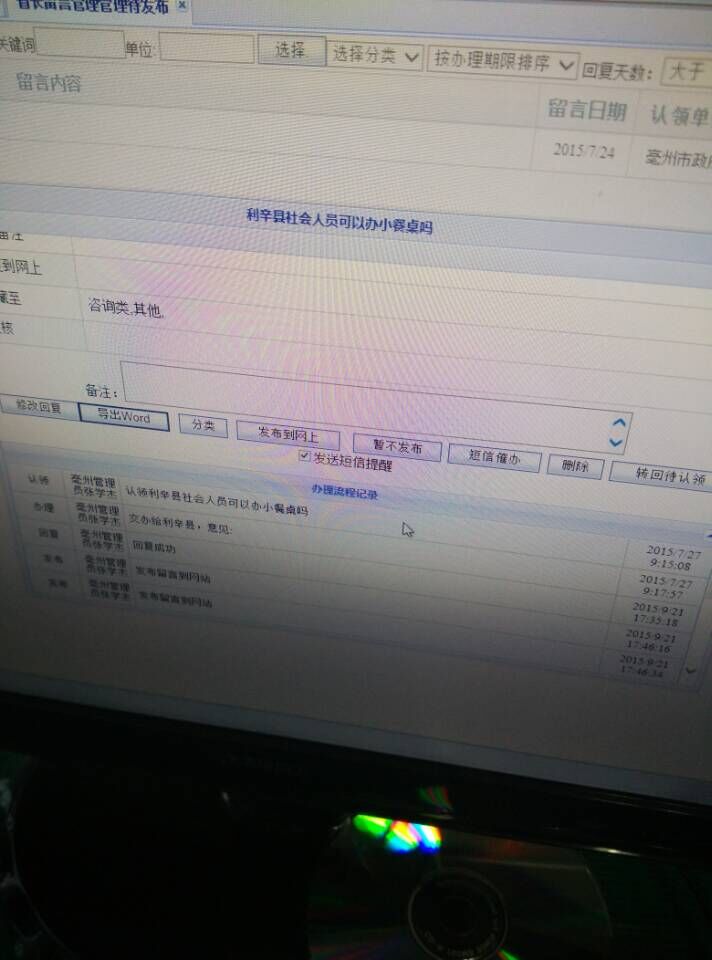 省长留言管理管理待发布
关键词 单位: 选择 选择分类 按办理期限排序 回复天数: 大于
留言内容 留言日期 认领单
2015/7/24 亳州市政府
利辛县社会人员可以办小餐桌吗
备注
到网上
藏至 咨询类,其他,
核
备注:
修改回复 导出Word 分类 发布到网上 暂不发布 短信催办 删除 转回待认领
发送短信提醒
办理流程记录
认领 亳州管理员张学杰 认领利辛县社会人员可以办小餐桌吗 2015/7/27 9:15:08
办理 亳州管理员张学杰 交办给利辛县，意见: 2015/7/27 9:17:57
回复 亳州管理员张学杰 回复成功 2015/9/21 17:35:18
发布 亳州管理员张学杰 发布留言到网站 2015/9/21 17:46:16
发布 亳州管理员张学杰 发布留言到网站 2015/9/21 17:46:34